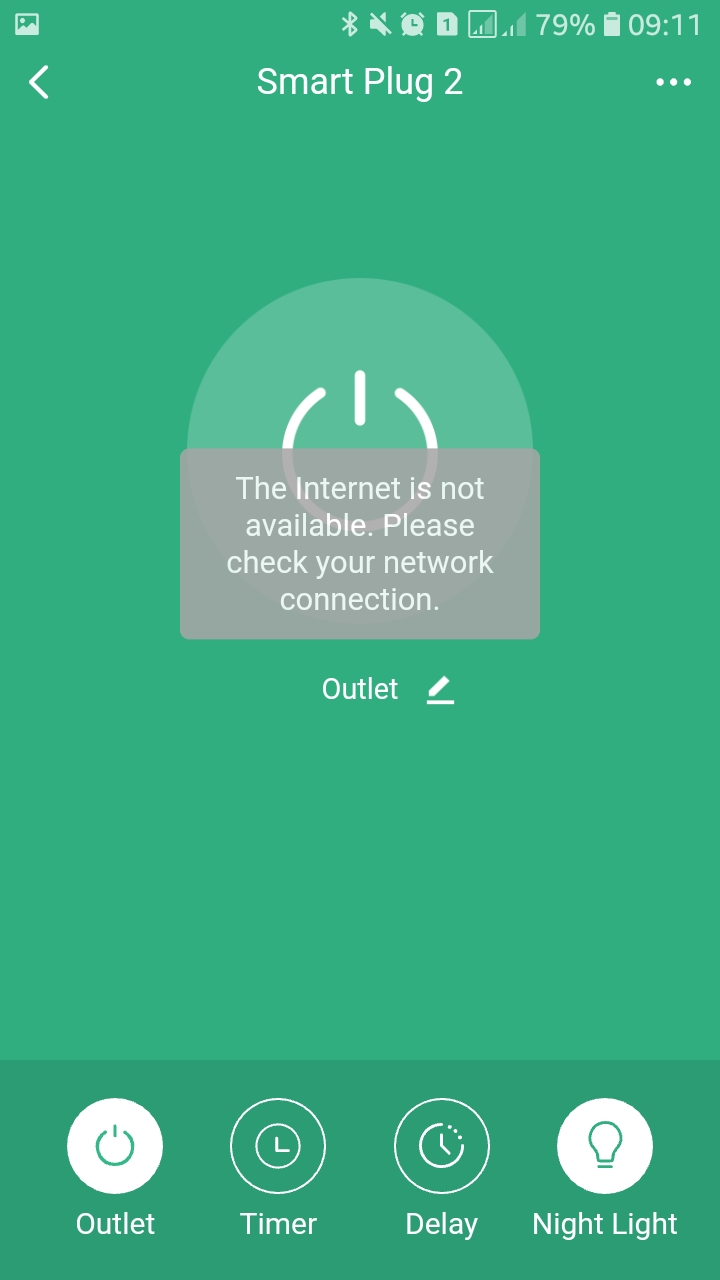 1 79% 09:11
Smart Plug 2
The Internet is not
available. Please
check your network
connection.
Outlet
Outlet Timer Delay Night Light